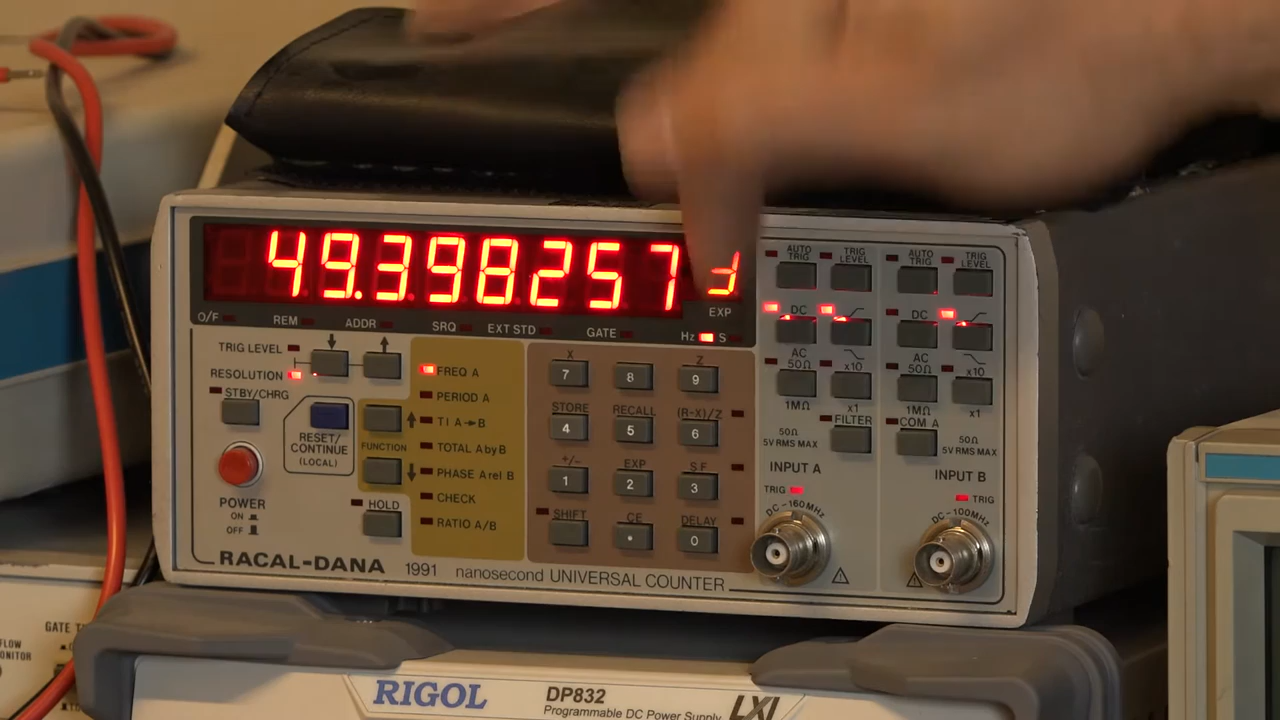 49.398257
EXP
O/F REM ADDR SRQ EXT STD GATE Hz S
TRIG LEVEL
RESOLUTION
STBY/CHRG
RESET/
CONTINUE
(LOCAL)
FUNCTION
POWER
ON
OFF
HOLD
FREQ A
PERIOD A
T I A→B
TOTAL A by B
PHASE A rel B
CHECK
RATIO A/B
X Z
7 8 9
STORE RECALL (R-X)/Z
4 5 6
+/- EXP S F
1 2 3
SHIFT CE DELAY
• 0
AUTO TRIG
TRIG LEVEL
DC
AC
50Ω
x10
1MΩ
x1
FILTER
50Ω
5V RMS MAX
INPUT A
TRIG
DC-160MHz
AUTO TRIG
TRIG LEVEL
DC
AC
50Ω
x10
1MΩ
x1
COM A
50Ω
5V RMS MAX
INPUT B
TRIG
DC-100MHz
RACAL-DANA 1991 nanosecond UNIVERSAL COUNTER
RIGOL DP832 LXI
Programmable DC Power Supply
GATE
FLOW
MONITOR